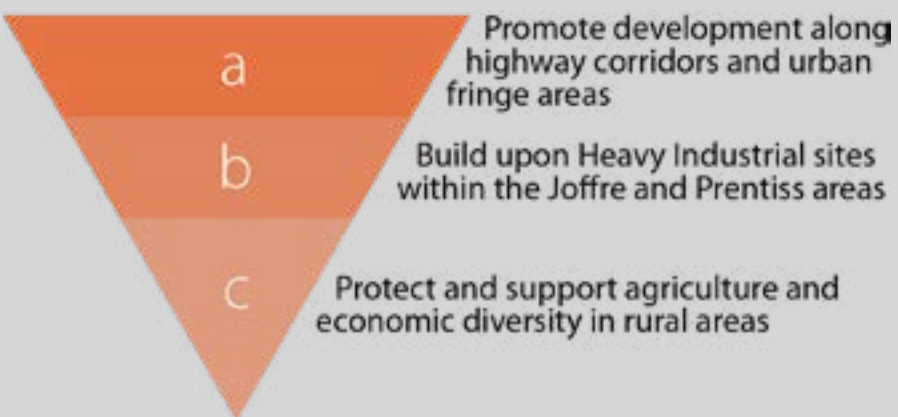 a
Promote development along
highway corridors and urban
fringe areas
b
Build upon Heavy Industrial sites
within the Joffre and Prentiss areas
c
Protect and support agriculture and
economic diversity in rural areas